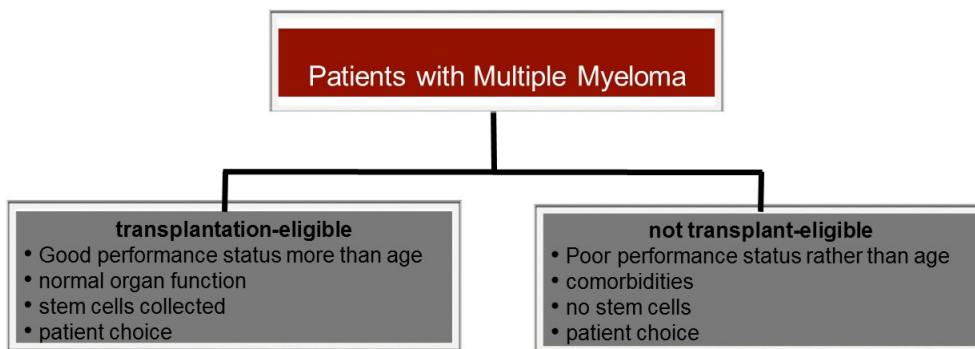 Patients with Multiple Myeloma
transplantation-eligible
• Good performance status more than age
• normal organ function
• stem cells collected
• patient choice
not transplant-eligible
• Poor performance status rather than age
• comorbidities
• no stem cells
• patient choice